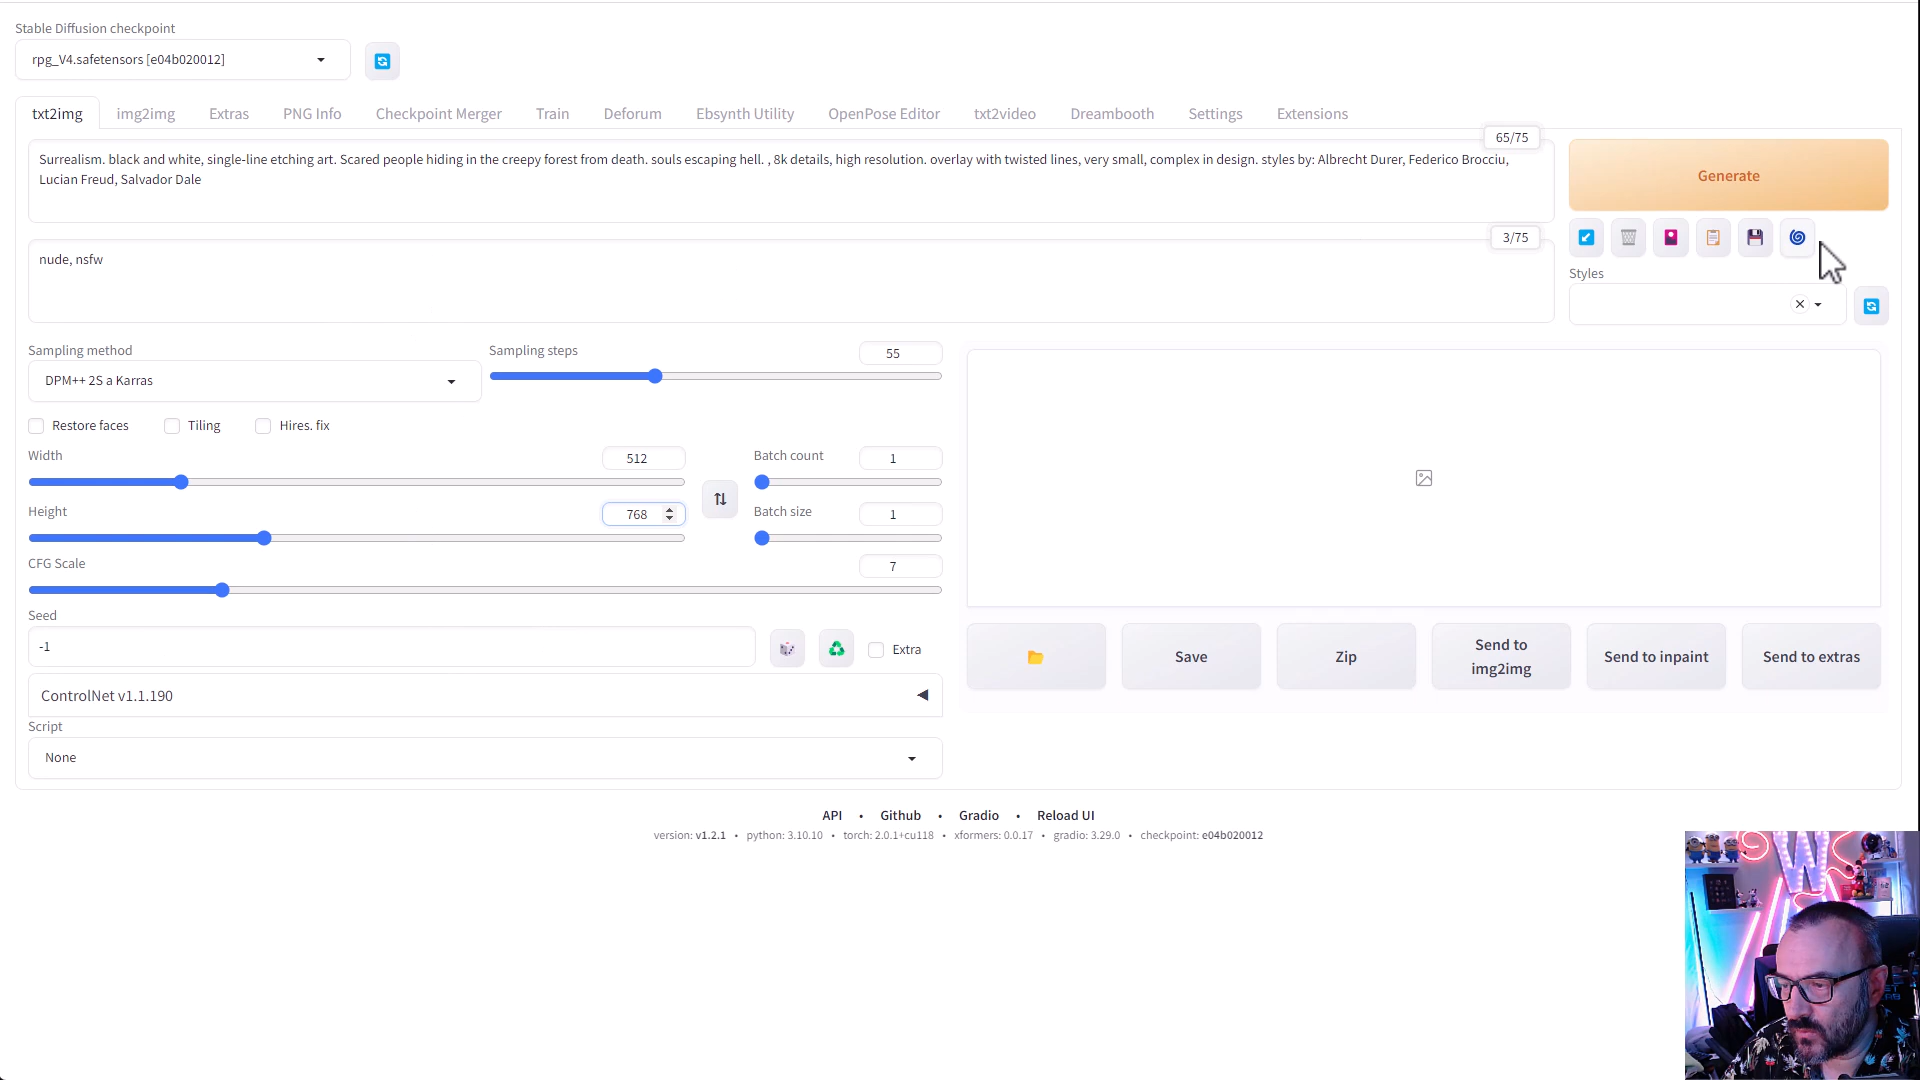 Stable Diffusion checkpoint
rpg_V4.safetensors [e04b020012]
txt2img
img2img
Extras
PNG Info
Checkpoint Merger
Train
Deforum
Ebsynth Utility
OpenPose Editor
txt2video
Dreambooth
Settings
Extensions
65/75
Surrealism. black and white, single-line etching art. Scared people hiding in the creepy forest from death. souls escaping hell. , 8k details, high resolution. overlay with twisted lines, very small, complex in design. styles by: Albrecht Durer, Federico Brocciu,
Lucian Freud, Salvador Dale
Generate
3/75
nude, nsfw
Styles
Sampling method
DPM++ 2S a Karras
Sampling steps
55
Restore faces
Tiling
Hires. fix
Width
512
Batch count
1
Height
768
Batch size
1
CFG Scale
7
Seed
-1
Extra
ControlNet v1.1.190
Script
None
Save
Zip
Send to
img2img
Send to inpaint
Send to extras
API • Github • Gradio • Reload UI
version: v1.2.1 • python: 3.10.10 • torch: 2.0.1+cu118 • xformers: 0.0.17 • gradio: 3.29.0 • checkpoint: e04b020012